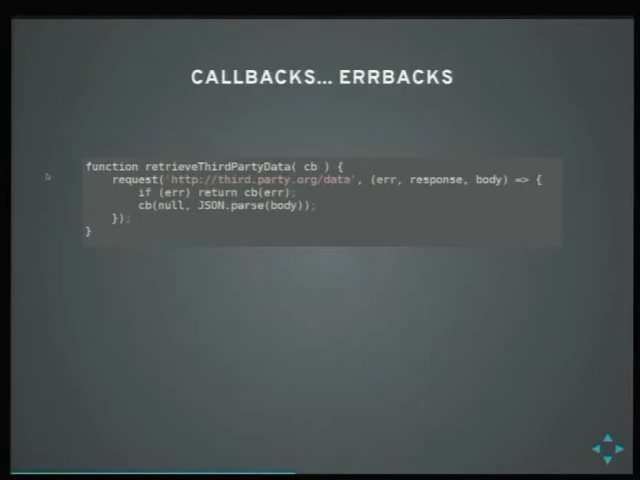 CALLBACKS... ERRBACKS
function retrieveThirdPartyData( cb ) {
request('http://third.party.org/data', (err, response, body) => {
if (err) return cb(err);
cb(null, JSON.parse(body));
});
}